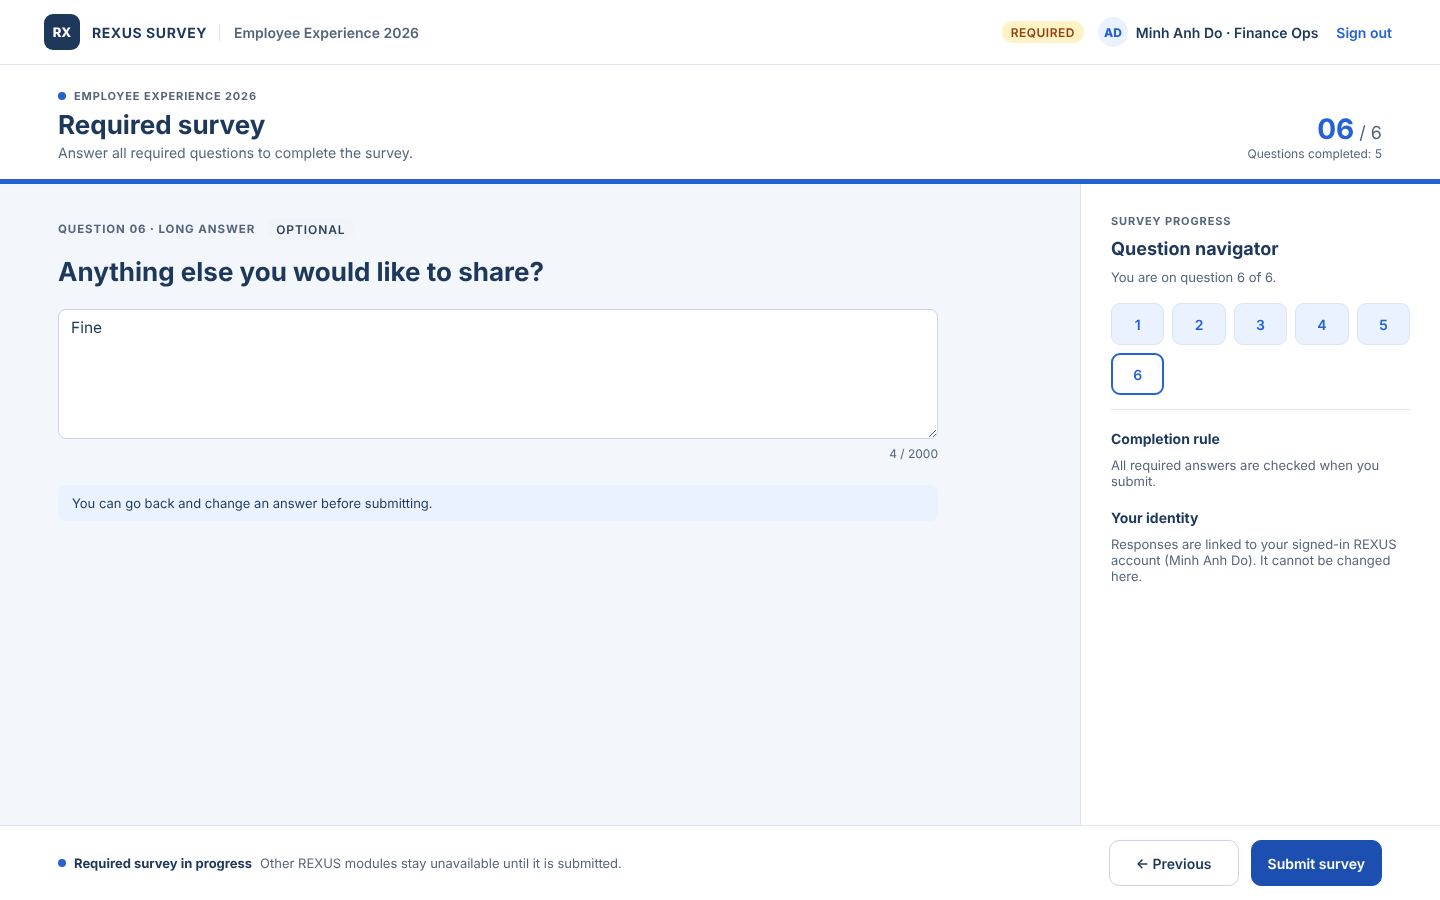 RX
REXUS SURVEY
Employee Experience 2026
REQUIRED
AD
Minh Anh Do · Finance Ops
Sign out
EMPLOYEE EXPERIENCE 2026
Required survey
Answer all required questions to complete the survey.
06 / 6
Questions completed: 5
QUESTION 06 · LONG ANSWER
OPTIONAL
Anything else you would like to share?
Fine
4 / 2000
You can go back and change an answer before submitting.
SURVEY PROGRESS
Question navigator
You are on question 6 of 6.
1 2 3 4 5
6
Completion rule
All required answers are checked when you
submit.
Your identity
Responses are linked to your signed-in REXUS
account (Minh Anh Do). It cannot be changed
here.
Required survey in progress Other REXUS modules stay unavailable until it is submitted.
← Previous
Submit survey